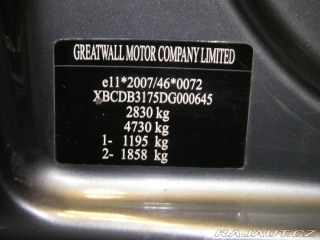 GREATWALL MOTOR COMPANY LIMITED
e11*2007/46*0072
XBCDB3175DG000645
2830 kg
4730 kg
1- 1195 kg
2- 1858 kg
RAJAUT.CZ